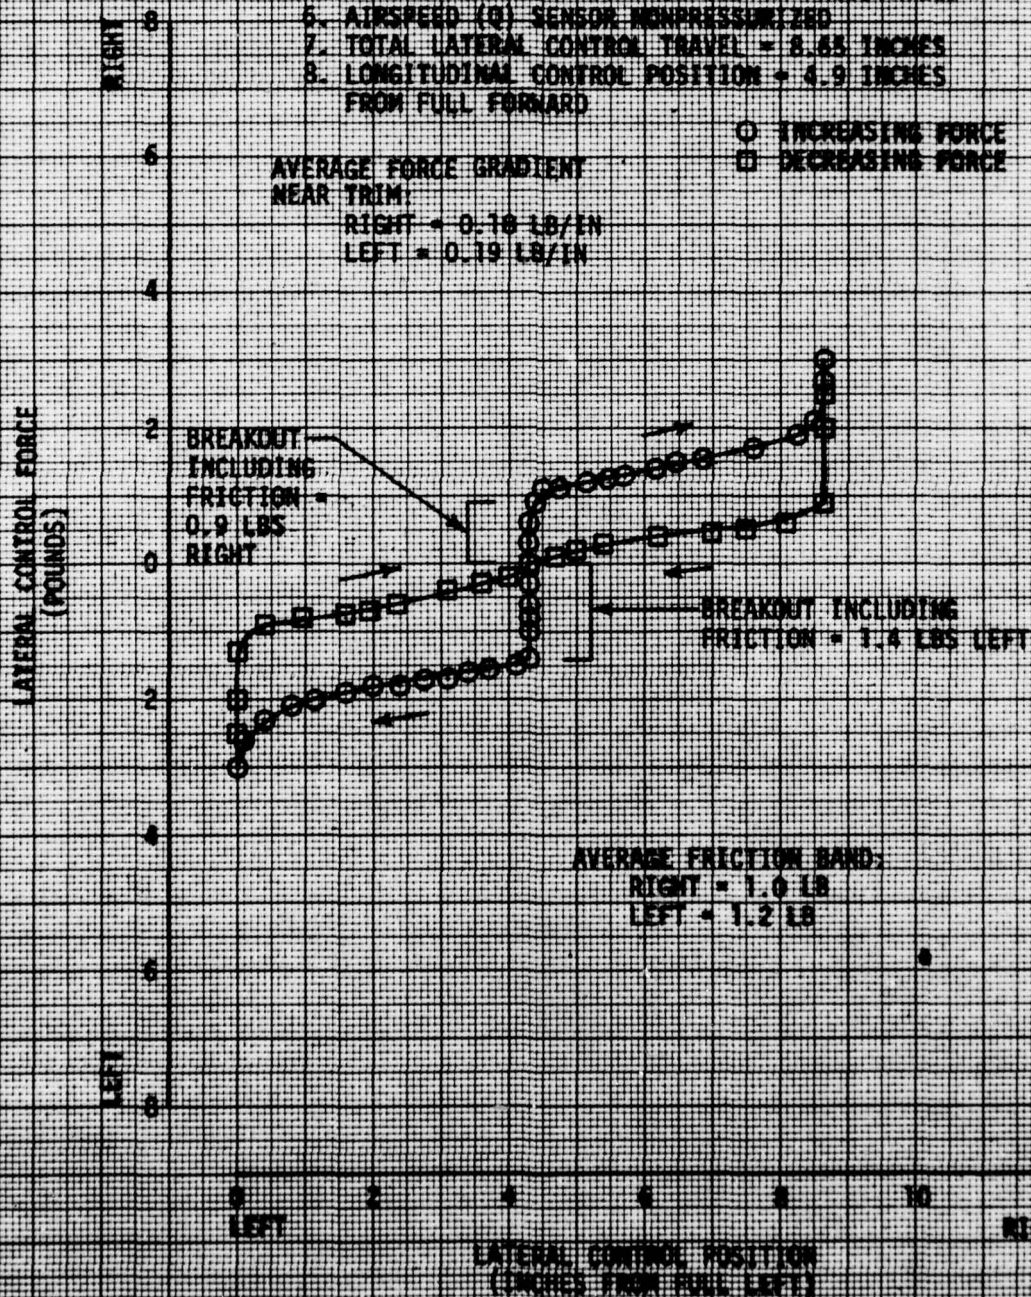 RIGHT
8
6
4
2
0
2
4
6
8
LEFT
LATERAL CONTROL FORCE
(POUNDS)
6. AIRSPEED (Q) SENSOR NONPRESSURIZED
7. TOTAL LATERAL CONTROL TRAVEL = 8.65 INCHES
8. LONGITUDINAL CONTROL POSITION = 4.9 INCHES
FROM FULL FORWARD
INCREASING FORCE
DECREASING FORCE
AVERAGE FORCE GRADIENT
NEAR TRIM:
RIGHT = 0.18 LB/IN
LEFT = 0.19 LB/IN
BREAKOUT
INCLUDING
FRICTION =
0.9 LBS
RIGHT
BREAKOUT INCLUDING
FRICTION = 1.4 LBS LEFT
AVERAGE FRICTION BAND:
RIGHT = 1.0 LB
LEFT = 1.2 LB
0 2 4 6 8 10
LEFT RI
LATERAL CONTROL POSITION
(INCHES FROM FULL LEFT)